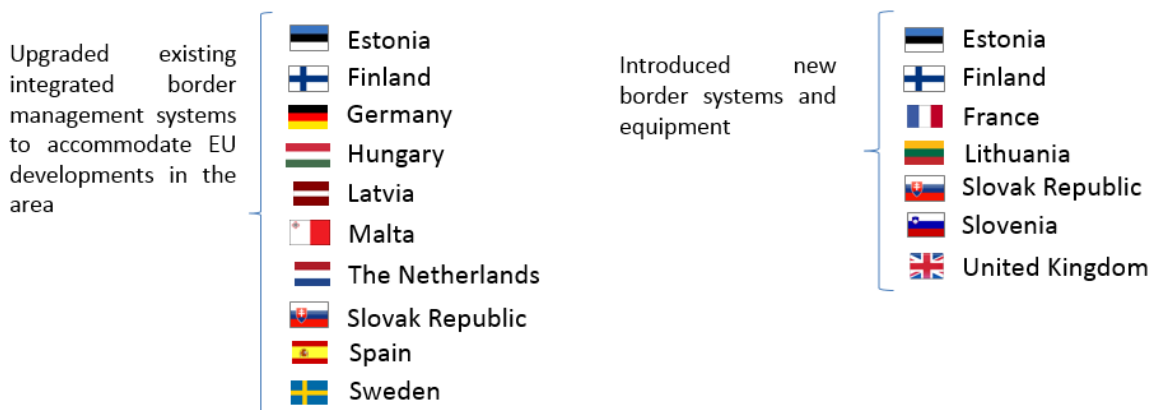 Upgraded existing
integrated border
management systems
to accommodate EU
developments in the
area
Estonia
Finland
Germany
Hungary
Latvia
Malta
The Netherlands
Slovak Republic
Spain
Sweden
Introduced new
border systems and
equipment
Estonia
Finland
France
Lithuania
Slovak Republic
Slovenia
United Kingdom